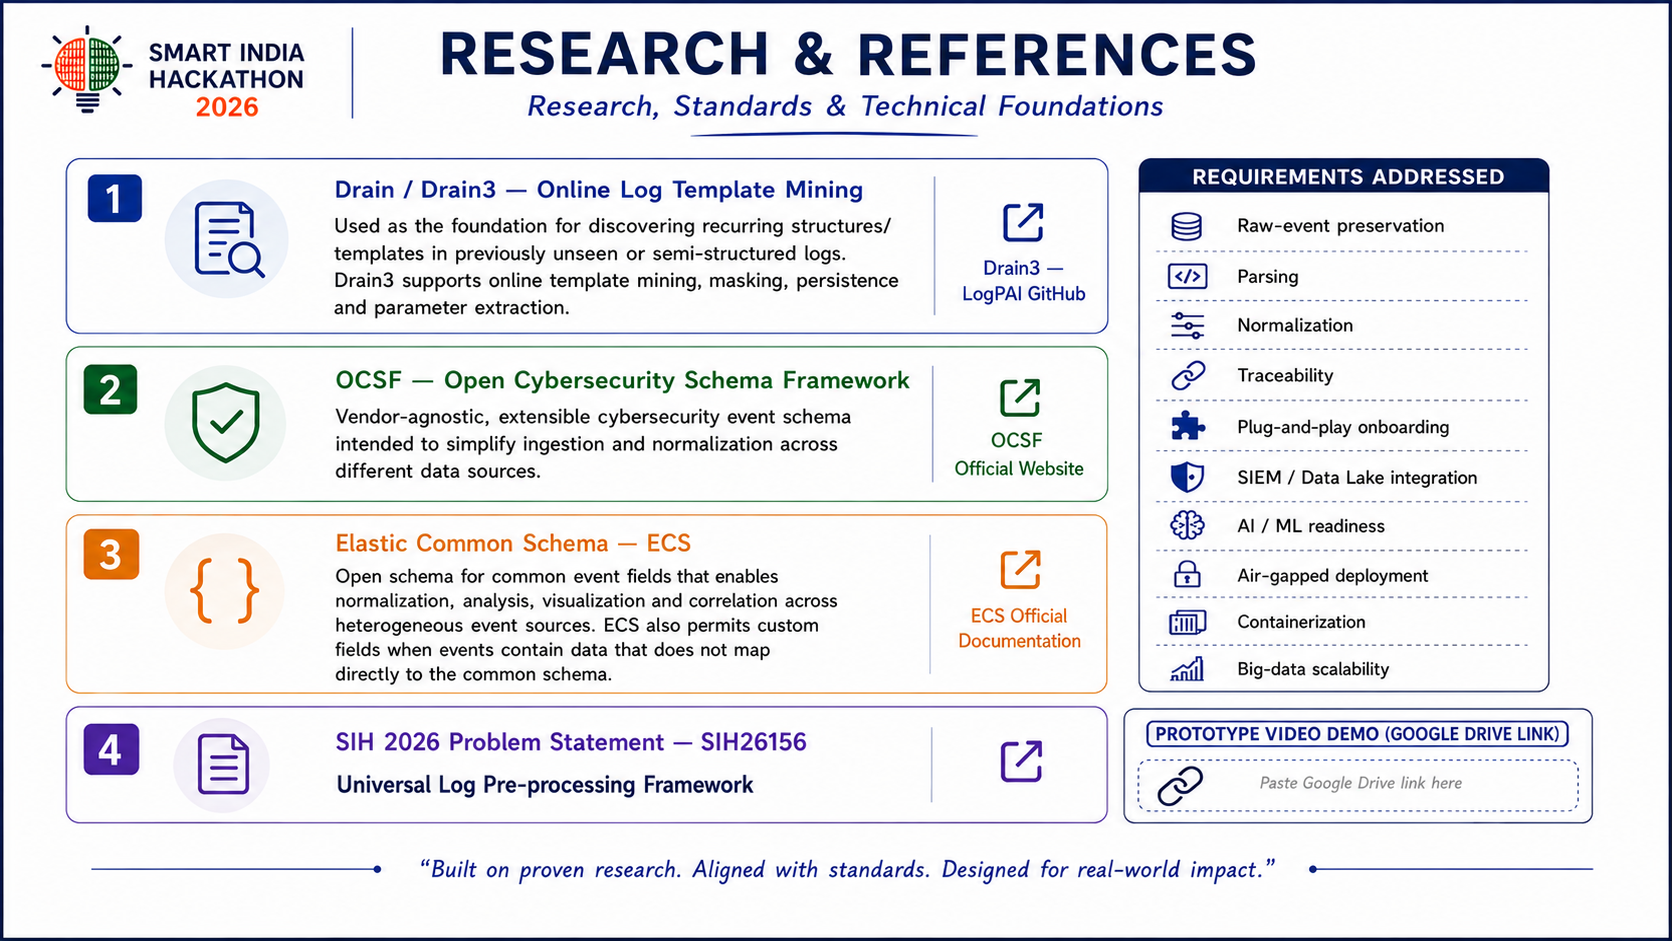 SMART INDIA
HACKATHON
2026
RESEARCH & REFERENCES
Research, Standards & Technical Foundations
1
Drain / Drain3 — Online Log Template Mining
Used as the foundation for discovering recurring structures/
templates in previously unseen or semi-structured logs.
Drain3 supports online template mining, masking, persistence
and parameter extraction.
Drain3 —
LogPAI GitHub
2
OCSF — Open Cybersecurity Schema Framework
Vendor-agnostic, extensible cybersecurity event schema
intended to simplify ingestion and normalization across
different data sources.
OCSF
Official Website
3
{ }
Elastic Common Schema — ECS
Open schema for common event fields that enables
normalization, analysis, visualization and correlation across
heterogeneous event sources. ECS also permits custom
fields when events contain data that does not map
directly to the common schema.
ECS Official
Documentation
4
SIH 2026 Problem Statement — SIH26156
Universal Log Pre-processing Framework
REQUIREMENTS ADDRESSED
Raw-event preservation
</> Parsing
Normalization
Traceability
Plug-and-play onboarding
SIEM / Data Lake integration
AI / ML readiness
Air-gapped deployment
Containerization
Big-data scalability
PROTOTYPE VIDEO DEMO (GOOGLE DRIVE LINK)
Paste Google Drive link here
“Built on proven research. Aligned with standards. Designed for real-world impact.”